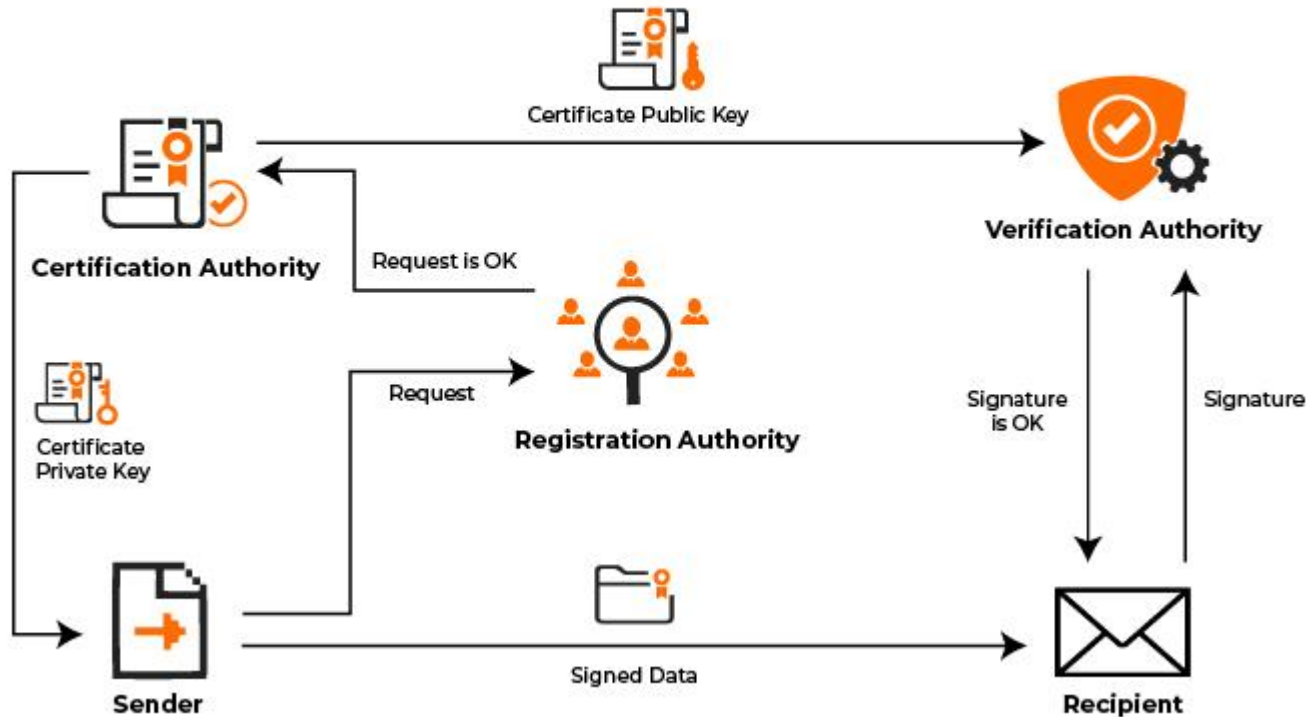 Certificate Public Key
Verification Authority
Certification Authority
Request is OK
Request
Registration Authority
Signature
is OK
Signature
Certificate
Private Key
Signed Data
Sender
Recipient